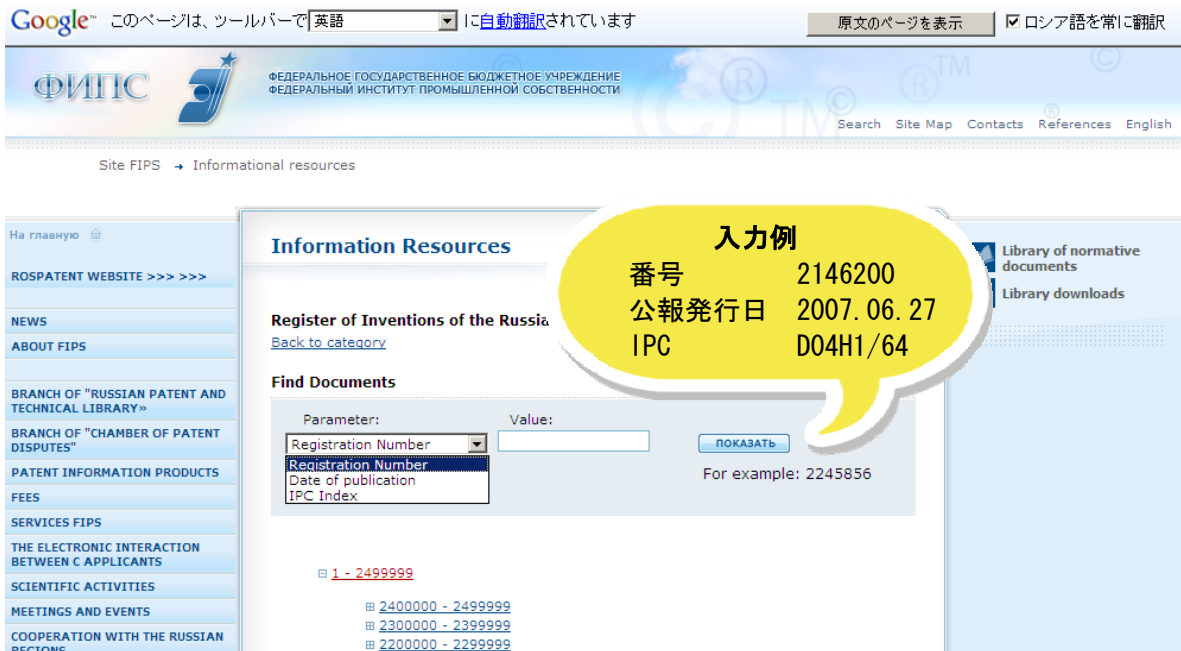 Google™ このページは、ツールバーで 英語 に自動翻訳されています 原文のページを表示 ロシア語を常に翻訳
ФИПС
ФЕДЕРАЛЬНОЕ ГОСУДАРСТВЕННОЕ БЮДЖЕТНОЕ УЧРЕЖДЕНИЕ
ФЕДЕРАЛЬНЫЙ ИНСТИТУТ ПРОМЫШЛЕННОЙ СОБСТВЕННОСТИ
© ® TM © ® TM © ®
Search Site Map Contacts References English
Site FIPS → Informational resources
На главную
ROSPATENT WEBSITE >>> >>>
NEWS
ABOUT FIPS
BRANCH OF "RUSSIAN PATENT AND
TECHNICAL LIBRARY»
BRANCH OF "CHAMBER OF PATENT
DISPUTES"
PATENT INFORMATION PRODUCTS
FEES
SERVICES FIPS
THE ELECTRONIC INTERACTION
BETWEEN C APPLICANTS
SCIENTIFIC ACTIVITIES
MEETINGS AND EVENTS
COOPERATION WITH THE RUSSIAN
REGIONS
Information Resources
Register of Inventions of the Russia
Back to category
Find Documents
Parameter: Value:
Registration Number
ПОКАЗАТЬ
Registration Number
Date of publication
IPC Index
For example: 2245856
1 - 2499999
2400000 - 2499999
2300000 - 2399999
2200000 - 2299999
入力例
番号 2146200
公報発行日 2007.06.27
IPC D04H1/64
Library of normative
documents
Library downloads